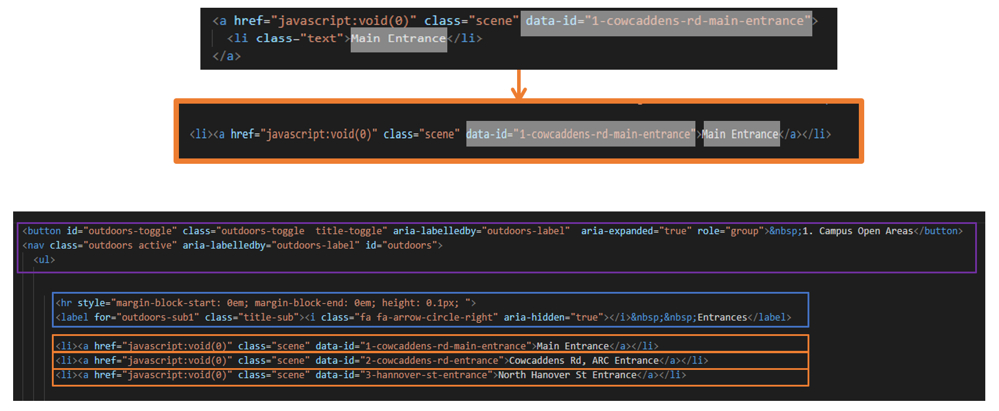 <a href="javascript:void(0)" class="scene" data-id="1-cowcaddens-rd-main-entrance">
<li class="text">Main Entrance</li>
</a>
<li><a href="javascript:void(0)" class="scene" data-id="1-cowcaddens-rd-main-entrance">Main Entrance</a></li>
<button id="outdoors-toggle" class="outdoors-toggle  title-toggle" aria-labelledby="outdoors-label"  aria-expanded="true" role="group">&nbsp;1. Campus Open Areas</button>
<nav class="outdoors active" aria-labelledby="outdoors-label" id="outdoors">
<ul>
<hr style="margin-block-start: 0em; margin-block-end: 0em; height: 0.1px; ">
<label for="outdoors-sub1" class="title-sub"><i class="fa fa-arrow-circle-right" aria-hidden="true"></i>&nbsp;&nbsp;Entrances</label>
<li><a href="javascript:void(0)" class="scene" data-id="1-cowcaddens-rd-main-entrance">Main Entrance</a></li>
<li><a href="javascript:void(0)" class="scene" data-id="2-cowcaddens-rd-entrance">Cowcaddens Rd, ARC Entrance</a></li>
<li><a href="javascript:void(0)" class="scene" data-id="3-hannover-st-entrance">North Hanover St Entrance</a></li>